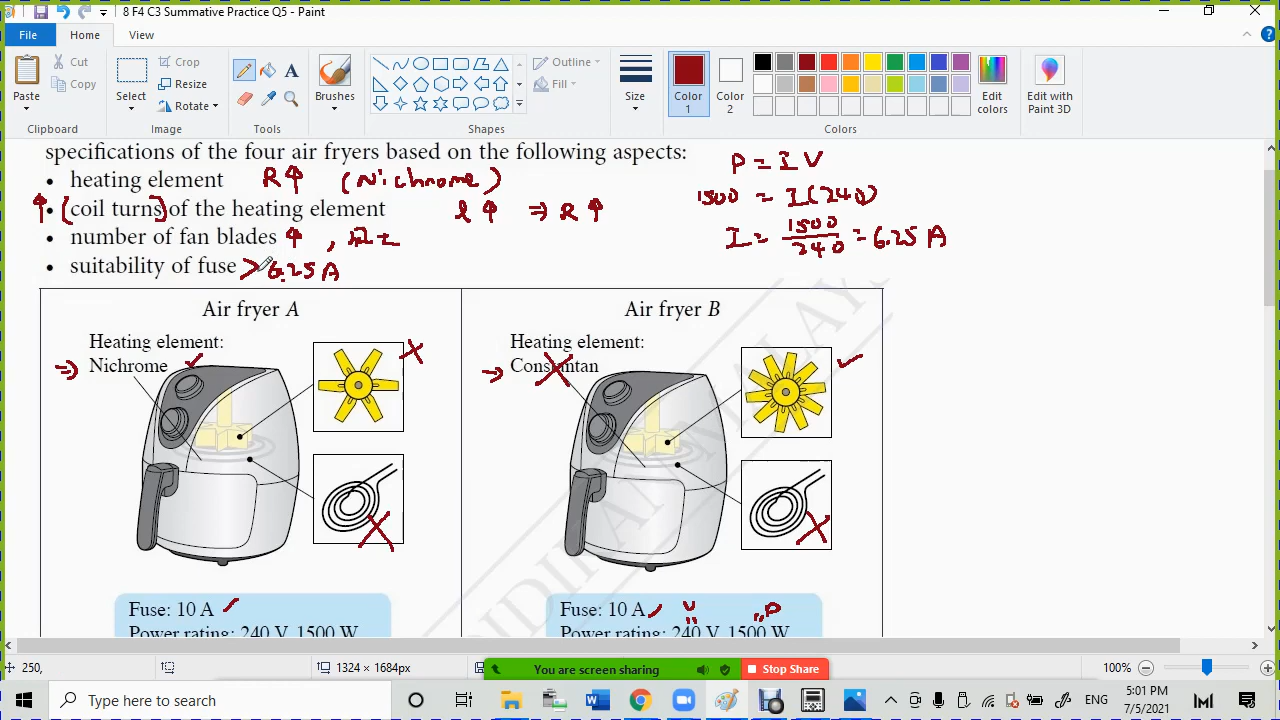 8 F4 C3 Summative Practice Q5 - Paint
File Home View
Paste Cut Copy Select Crop Resize Rotate Brushes Size Outline Fill Color 1 Color 2 Edit colors Edit with Paint 3D
Clipboard Image Tools Shapes Colors
specifications of the four air fryers based on the following aspects:
• heating element R↑ (Nichrome)
↑• (coil turns) of the heating element l↑ ⇒ R↑
• number of fan blades ↑,
• suitability of fuse > 6.25 A
P = I V
1500 = I (240)
I = 1500/240 = 6.25 A
Air fryer A
Heating element:
⇒ Nichrome ✓
Fuse: 10 A ✓
Power rating: 240 V, 1500 W
Air fryer B
Heating element:
⇒ Constantan
Fuse: 10 A ✓ V P
Power rating: 240 V, 1500 W
250, 1324 × 1684px 100%
You are screen sharing Stop Share
Type here to search ENG 5:01 PM
7/5/2021